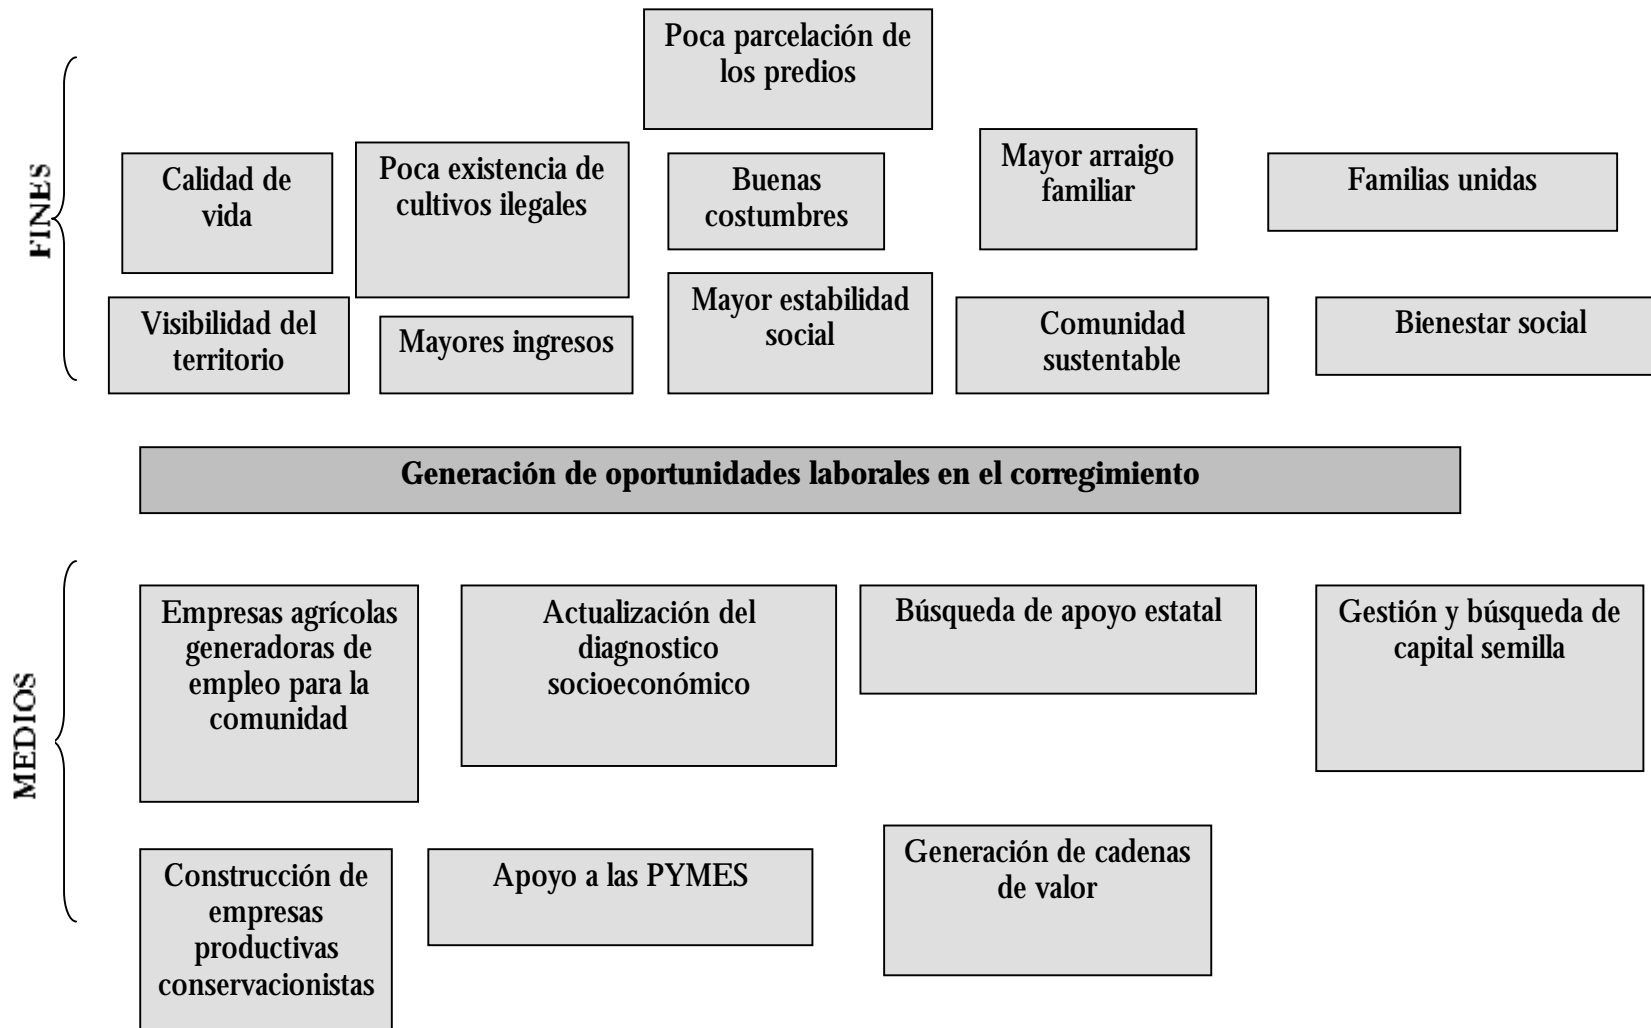 Poca parcelación de
los predios
FINES
Calidad de
vida
Poca existencia de
cultivos ilegales
Buenas
costumbres
Mayor arraigo
familiar
Familias unidas
Visibilidad del
territorio
Mayores ingresos
Mayor estabilidad
social
Comunidad
sustentable
Bienestar social
Generación de oportunidades laborales en el corregimiento
MEDIOS
Empresas agrícolas
generadoras de
empleo para la
comunidad
Actualización del
diagnostico
socioeconómico
Búsqueda de apoyo estatal
Gestión y búsqueda de
capital semilla
Construcción de
empresas
productivas
conservacionistas
Apoyo a las PYMES
Generación de cadenas
de valor